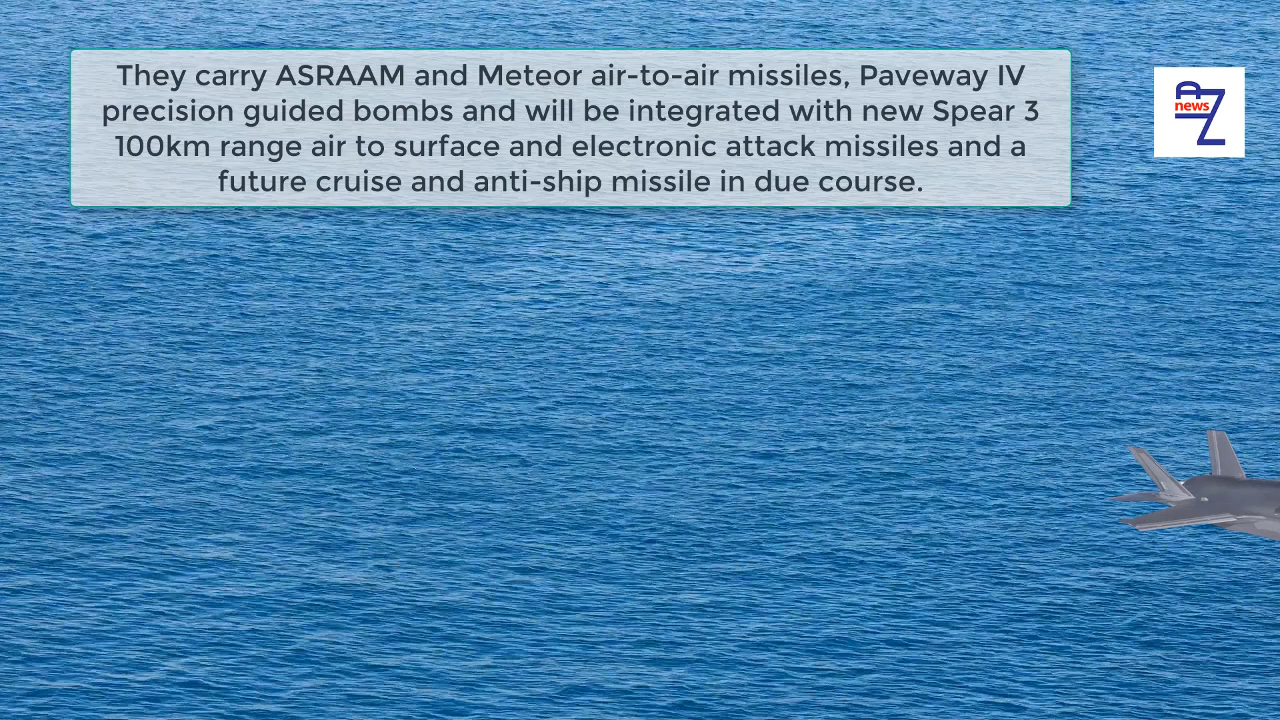 They carry ASRAAM and Meteor air-to-air missiles, Paveway IV
precision guided bombs and will be integrated with new Spear 3
100km range air to surface and electronic attack missiles and a
future cruise and anti-ship missile in due course.
A
news
Z